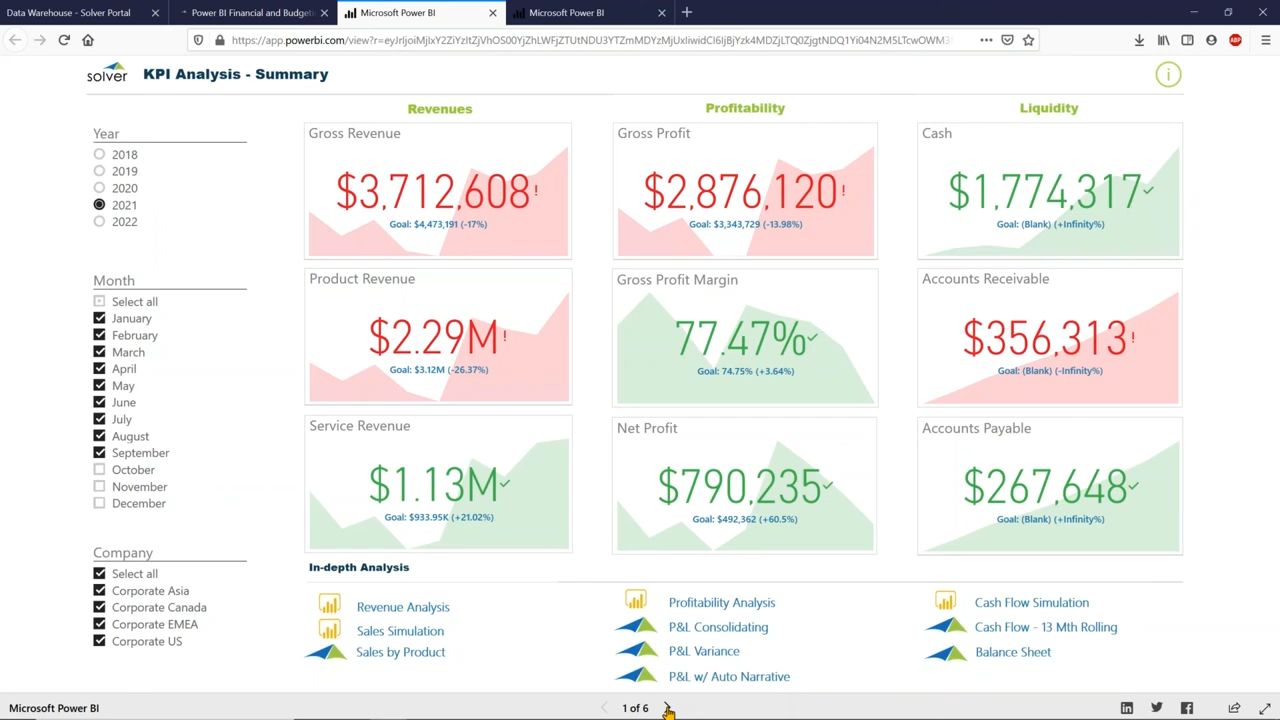 Data Warehouse - Solver Portal
Power BI Financial and Budget
Microsoft Power BI
Microsoft Power BI
solver
KPI Analysis - Summary
i
Revenues
Profitability
Liquidity
Year
2018
2019
2020
2021
2022
Month
Select all
January
February
March
April
May
June
July
August
September
October
November
December
Company
Select all
Corporate Asia
Corporate Canada
Corporate EMEA
Corporate US
Gross Revenue
$3,712,608!
Goal: $4,473,191 (-17%)
Gross Profit
$2,876,120!
Goal: $3,343,729 (-13.98%)
Cash
$1,774,317
Goal: (Blank) (+Infinity%)
Product Revenue
$2.29M!
Goal: $3.12M (-26.37%)
Gross Profit Margin
77.47%
Goal: 74.75% (+3.64%)
Accounts Receivable
$356,313!
Goal: (Blank) (-Infinity%)
Service Revenue
$1.13M
Goal: $933.95K (+21.02%)
Net Profit
$790,235
Goal: $492,362 (+60.5%)
Accounts Payable
$267,648
Goal: (Blank) (+Infinity%)
In-depth Analysis
Revenue Analysis
Sales Simulation
Sales by Product
Profitability Analysis
P&L Consolidating
P&L Variance
P&L w/ Auto Narrative
Cash Flow Simulation
Cash Flow - 13 Mth Rolling
Balance Sheet
Microsoft Power BI
1 of 6
ABP